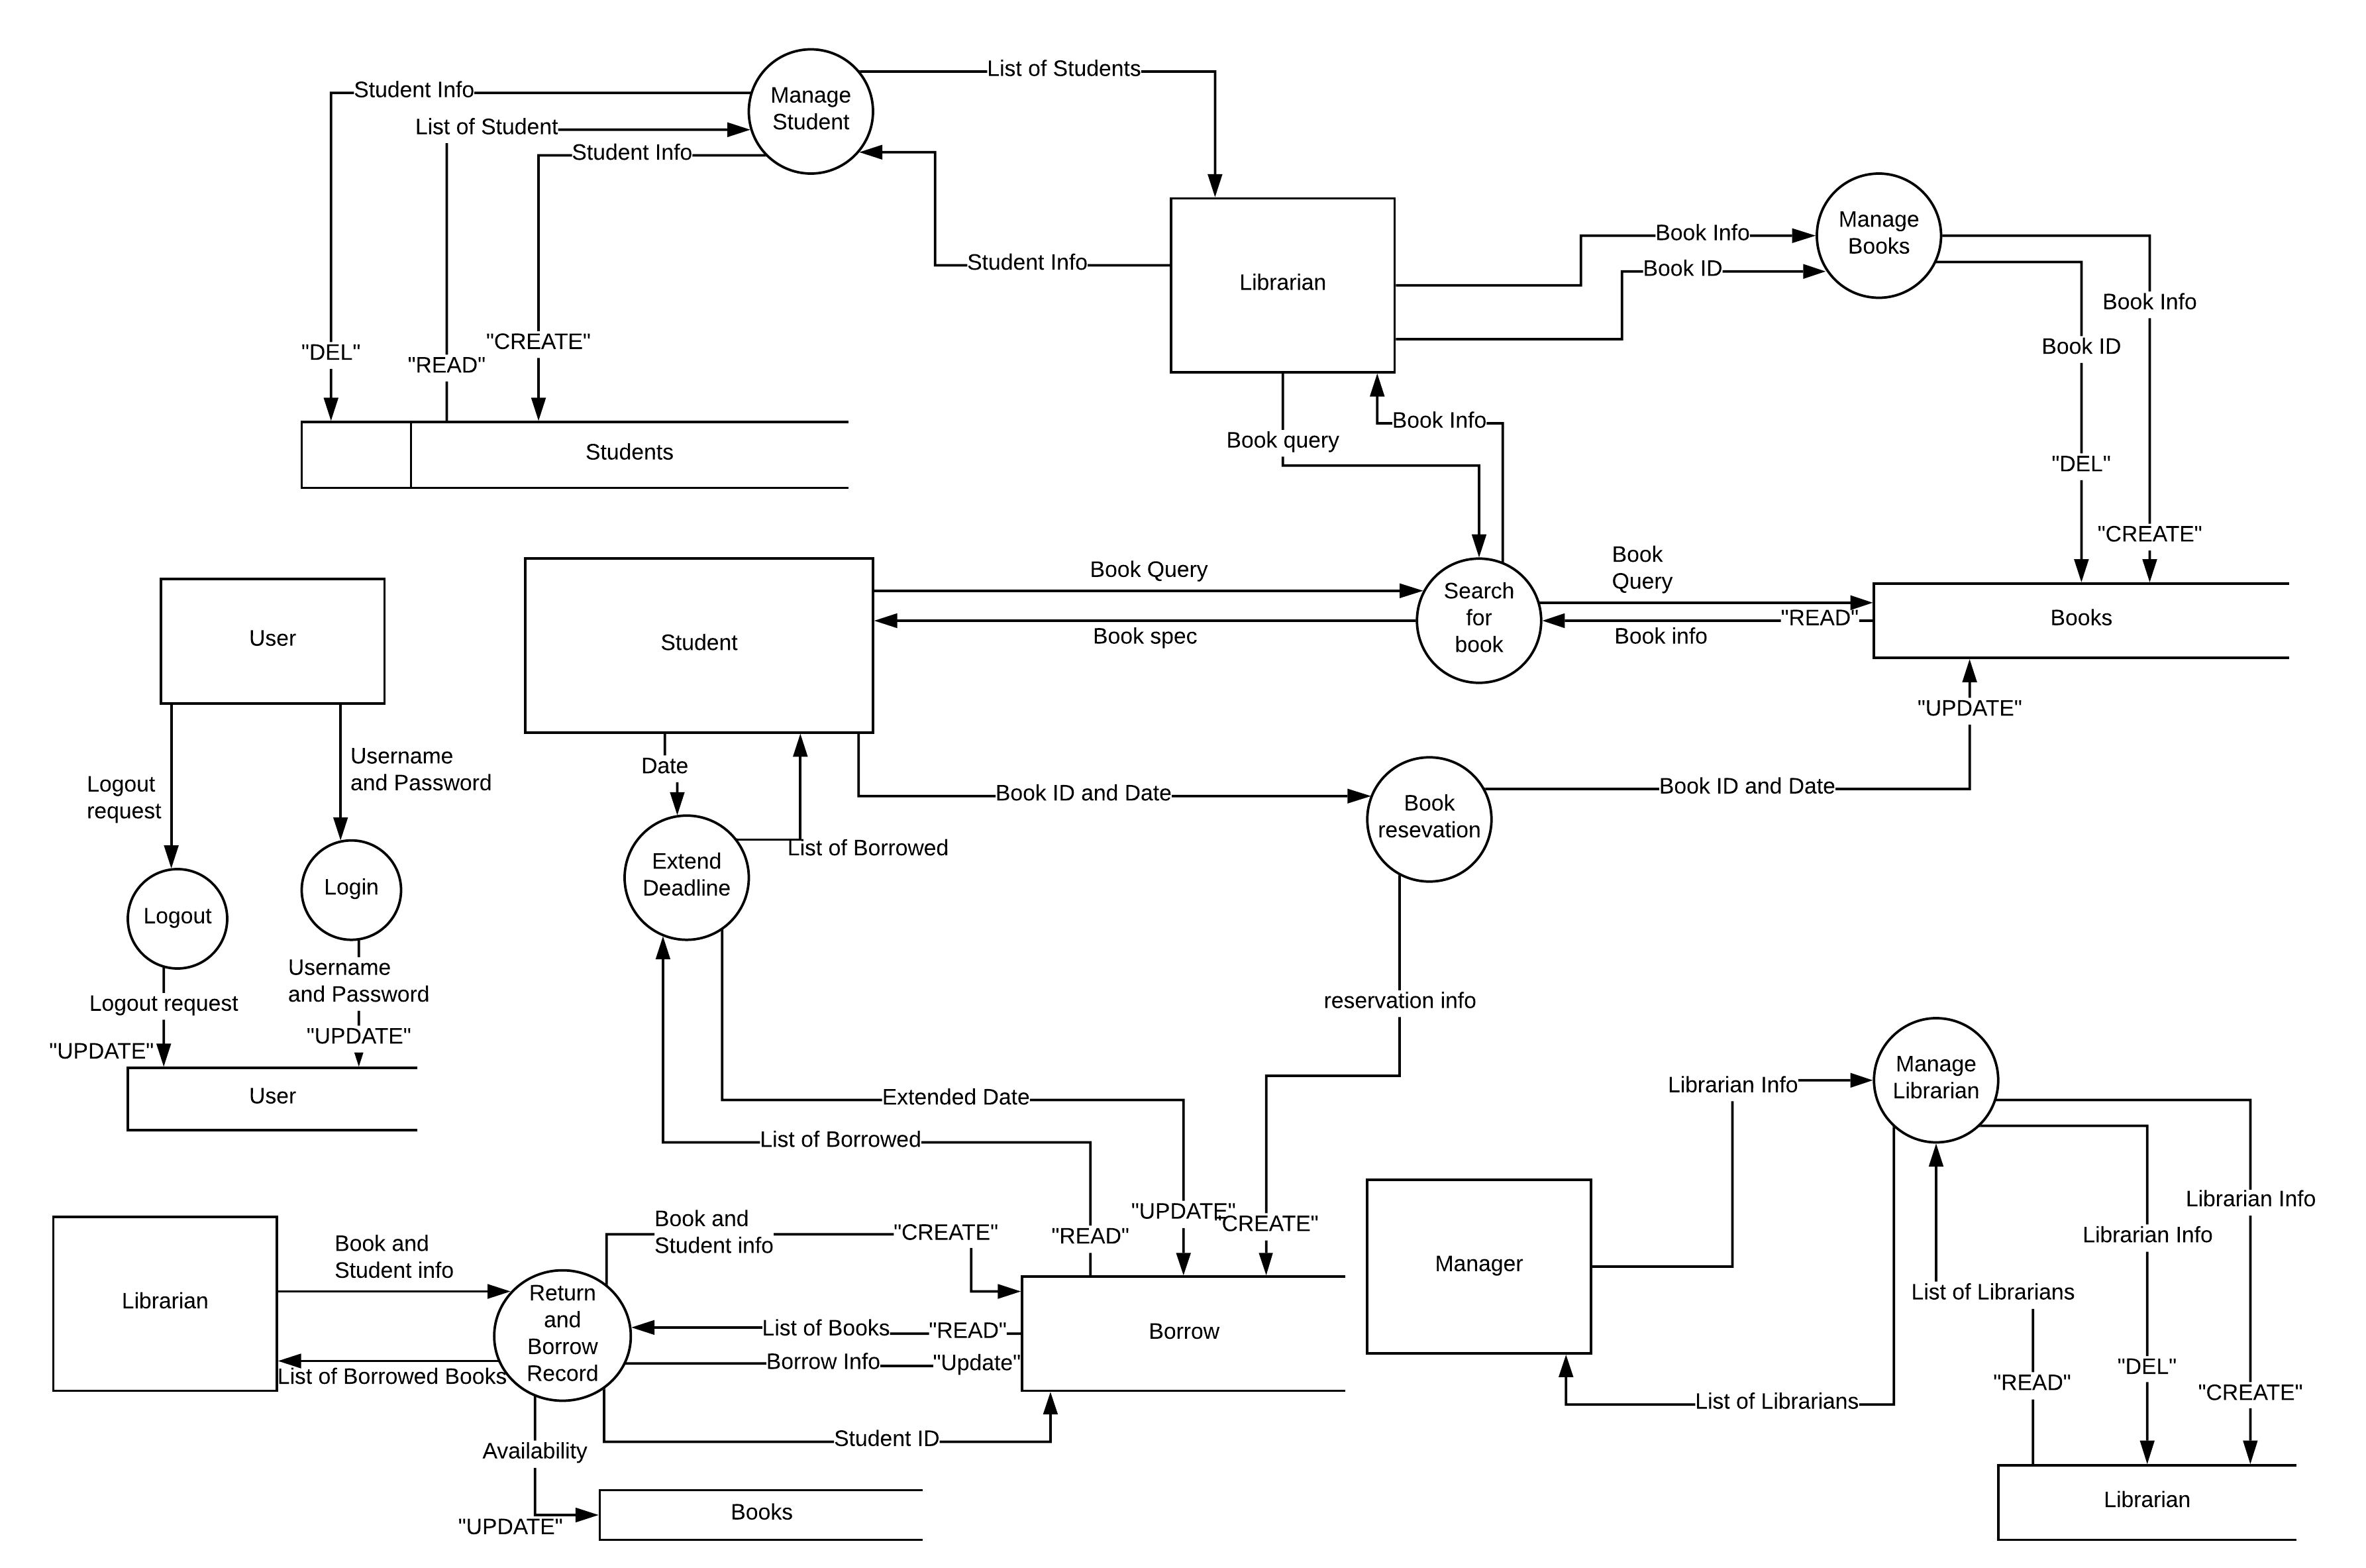 Manage
Student
List of Students
Student Info
List of Student
Student Info
Student Info
"DEL"
"READ"
"CREATE"
Students
Librarian
Book Info
Book ID
Manage
Books
Book Info
Book ID
"DEL"
"CREATE"
Book query
Book Info
User
Student
Book Query
Book spec
Search
for
book
Book
Query
"READ"
Book info
Books
"UPDATE"
Logout
request
Username
and Password
Date
List of Borrowed
Book ID and Date
Book
resevation
Book ID and Date
Extend
Deadline
Logout
Login
Logout request
Username
and Password
"UPDATE"
"UPDATE"
User
reservation info
Extended Date
List of Borrowed
"READ"
"UPDATE"
"CREATE"
Librarian Info
Manage
Librarian
Librarian Info
Librarian Info
List of Librarians
"READ"
"DEL"
"CREATE"
Manager
List of Librarians
Librarian
Librarian
Book and
Student info
List of Borrowed Books
Return
and
Borrow
Record
Book and
Student info
"CREATE"
List of Books
"READ"
Borrow Info
"Update"
Borrow
Student ID
Availability
"UPDATE"
Books